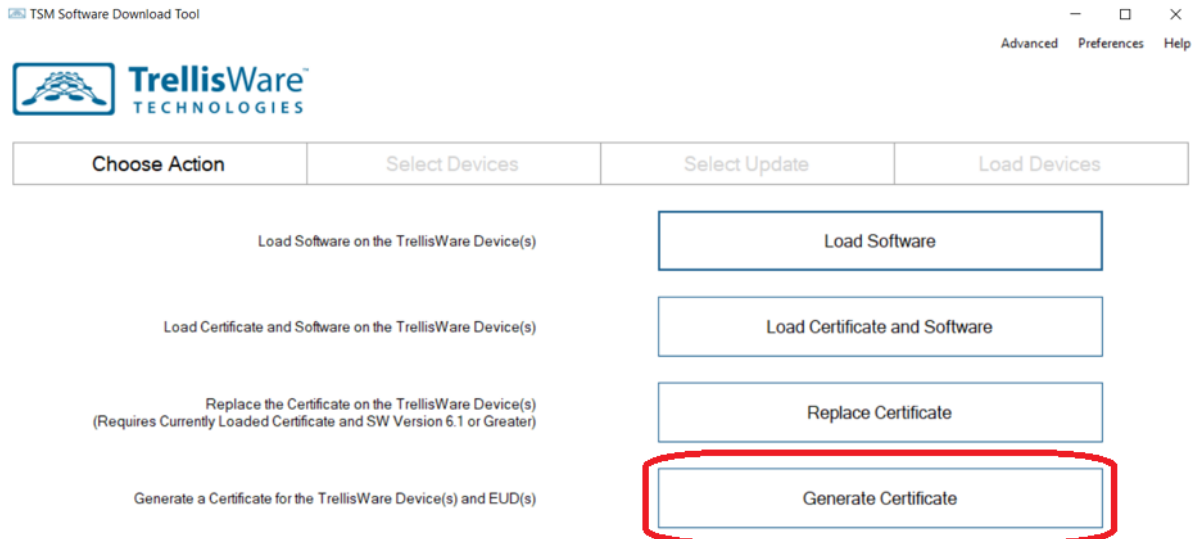 TSM Software Download Tool
Advanced Preferences Help
TrellisWare™
TECHNOLOGIES
Choose Action Select Devices Select Update Load Devices
Load Software on the TrellisWare Device(s) Load Software
Load Certificate and Software on the TrellisWare Device(s) Load Certificate and Software
Replace the Certificate on the TrellisWare Device(s)
(Requires Currently Loaded Certificate and SW Version 6.1 or Greater) Replace Certificate
Generate a Certificate for the TrellisWare Device(s) and EUD(s) Generate Certificate